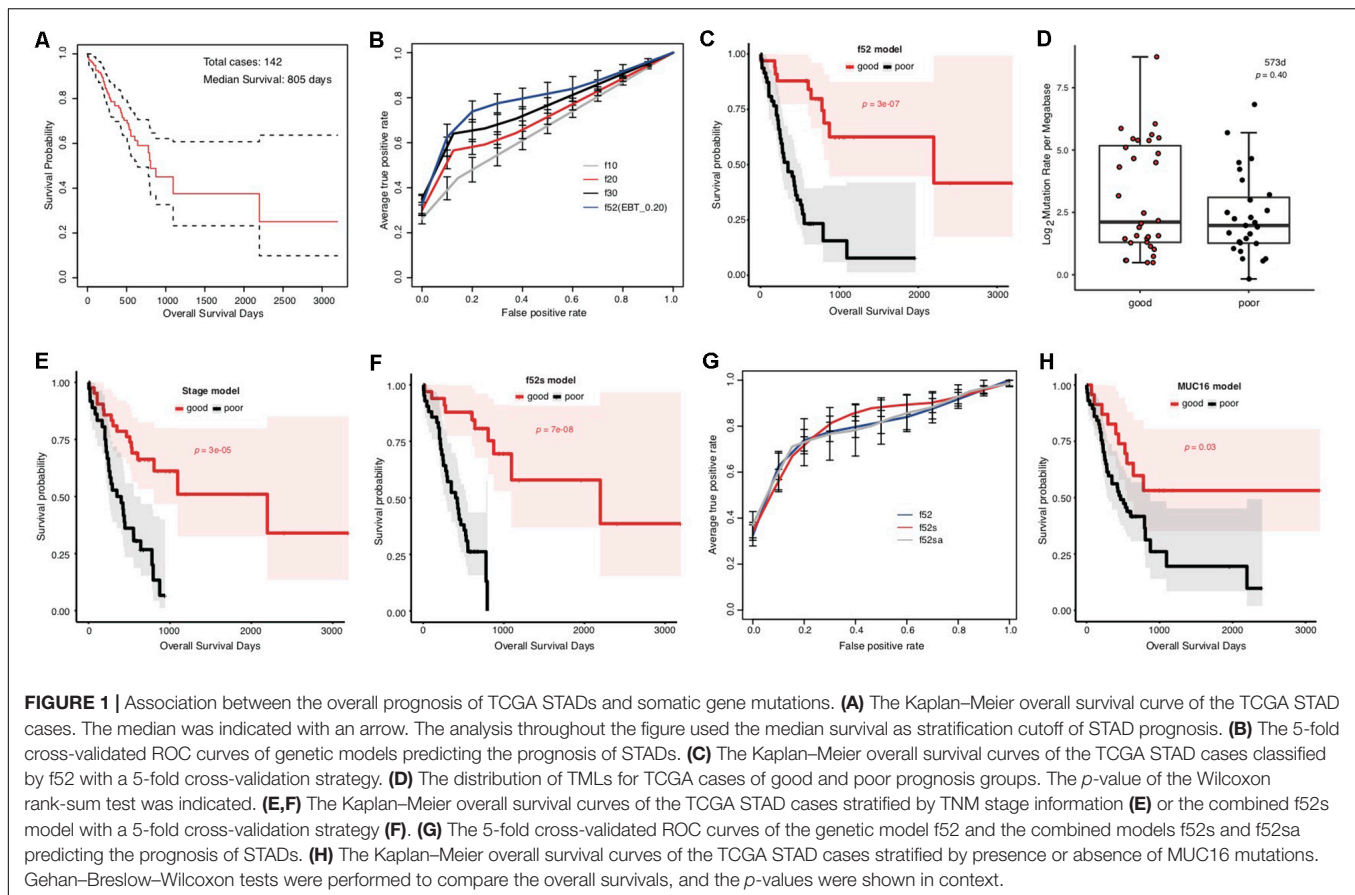 A
Total cases: 142
Median Survival: 805 days
Survival Probability
0.0
0.2
0.4
0.6
0.8
1.0
0
500
1000
1500
2000
2500
3000
Overall Survival Days
B
Average true positive rate
0.0
0.2
0.4
0.6
0.8
1.0
f10
f20
f30
f52(EBT_0.20)
0.0
0.2
0.4
0.6
0.8
1.0
False positive rate
C
f52 model
good
poor
p = 3e-07
Survival probability
1.00
0.75
0.50
0.25
0.00
0
1000
2000
3000
Overall Survival Days
D
573d
p = 0.40
Log2Mutation Rate per Megabase
7.5
5.0
2.5
0.0
good
poor
E
Stage model
good
poor
p = 3e-05
Survival probability
1.00
0.75
0.50
0.25
0.00
0
1000
2000
3000
Overall Survival Days
F
f52s model
good
poor
p = 7e-08
Survival probability
1.00
0.75
0.50
0.25
0.00
0
1000
2000
3000
Overall Survival Days
G
Average true positive rate
0.0
0.2
0.4
0.6
0.8
1.0
f52
f52s
f52sa
0.0
0.2
0.4
0.6
0.8
1.0
False positive rate
H
MUC16 model
good
poor
p = 0.03
Survival probability
1.00
0.75
0.50
0.25
0.00
0
1000
2000
3000
Overall Survival Days
FIGURE 1 | Association between the overall prognosis of TCGA STADs and somatic gene mutations. (A) The Kaplan–Meier overall survival curve of the TCGA STAD
cases. The median was indicated with an arrow. The analysis throughout the figure used the median survival as stratification cutoff of STAD prognosis. (B) The 5-fold
cross-validated ROC curves of genetic models predicting the prognosis of STADs. (C) The Kaplan–Meier overall survival curves of the TCGA STAD cases classified
by f52 with a 5-fold cross-validation strategy. (D) The distribution of TMLs for TCGA cases of good and poor prognosis groups. The p-value of the Wilcoxon
rank-sum test was indicated. (E,F) The Kaplan–Meier overall survival curves of the TCGA STAD cases stratified by TNM stage information (E) or the combined f52s
model with a 5-fold cross-validation strategy (F). (G) The 5-fold cross-validated ROC curves of the genetic model f52 and the combined models f52s and f52sa
predicting the prognosis of STADs. (H) The Kaplan–Meier overall survival curves of the TCGA STAD cases stratified by presence or absence of MUC16 mutations.
Gehan–Breslow–Wilcoxon tests were performed to compare the overall survivals, and the p-values were shown in context.